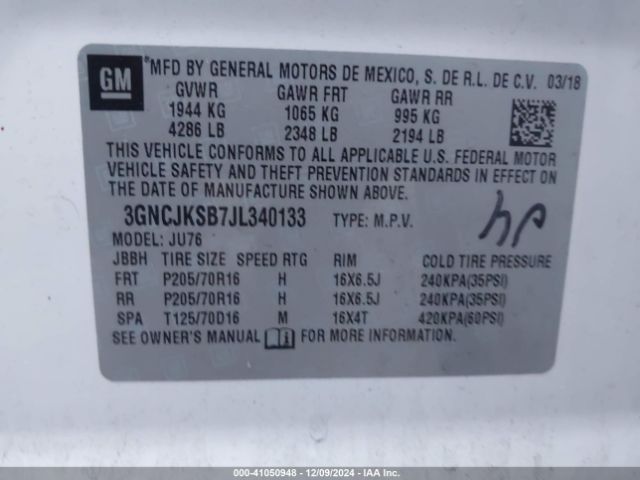 GM MFD BY GENERAL MOTORS DE MEXICO, S. DE R.L. DE C.V. 03/18
GVWR GAWR FRT GAWR RR
1944 KG 1065 KG 995 KG
4286 LB 2348 LB 2194 LB
THIS VEHICLE CONFORMS TO ALL APPLICABLE U.S. FEDERAL MOTOR
VEHICLE SAFETY AND THEFT PREVENTION STANDARDS IN EFFECT ON
THE DATE OF MANUFACTURE SHOWN ABOVE.
3GNCJKSB7JL340133 TYPE: M.P.V.
MODEL: JU76
JBBH TIRE SIZE SPEED RTG RIM COLD TIRE PRESSURE
FRT P205/70R16 H 16X6.5J 240KPA(35PSI)
RR P205/70R16 H 16X6.5J 240KPA(35PSI)
SPA T125/70D16 M 16X4T 420KPA(60PSI)
SEE OWNER'S MANUAL i FOR MORE INFORMATION.
000-41050948 - 12/09/2024 - IAA Inc.